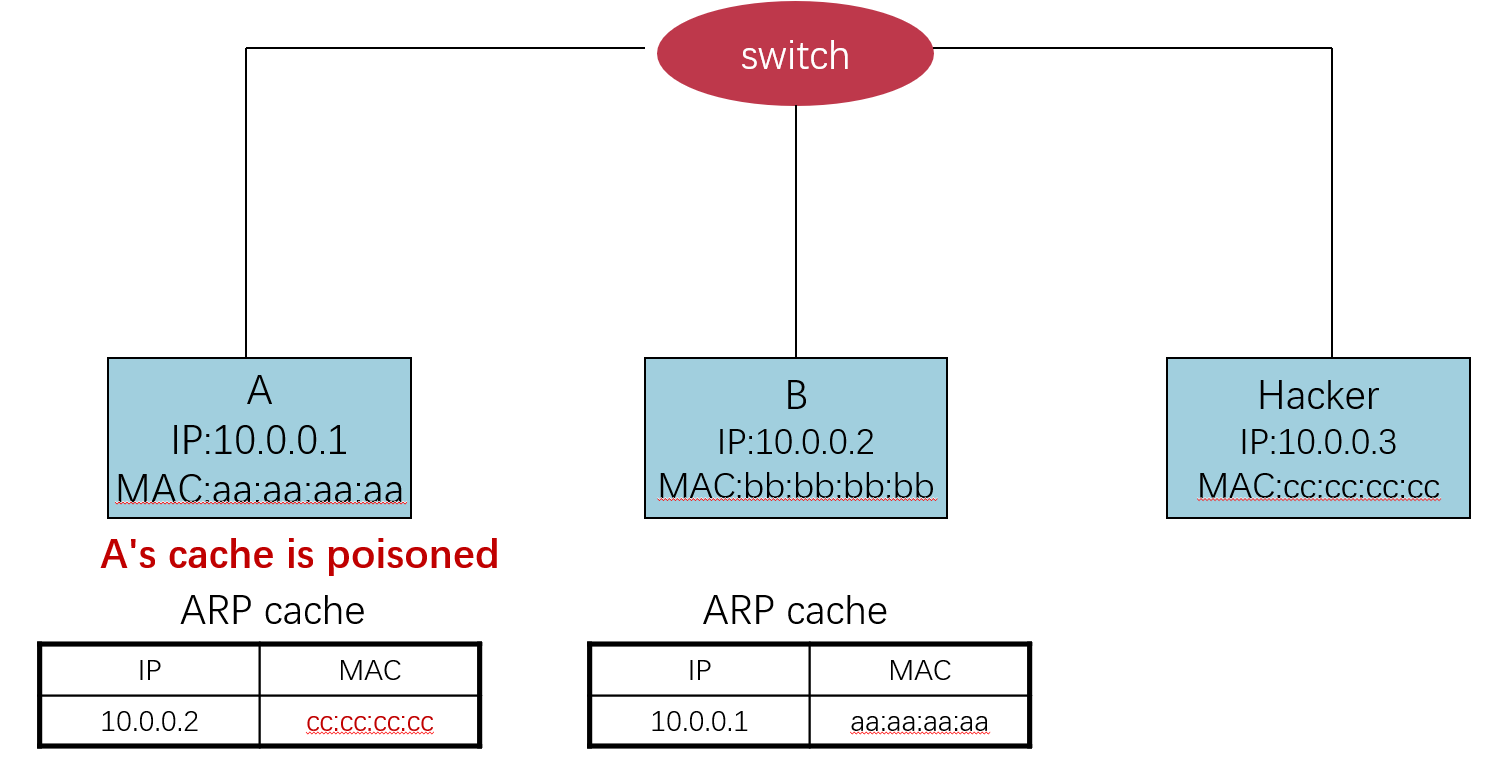 switch
A
IP:10.0.0.1
MAC:aa:aa:aa:aa
B
IP:10.0.0.2
MAC:bb:bb:bb:bb
Hacker
IP:10.0.0.3
MAC:cc:cc:cc:cc
A's cache is poisoned
ARP cache
IP MAC
10.0.0.2 cc:cc:cc:cc
ARP cache
IP MAC
10.0.0.1 aa:aa:aa:aa